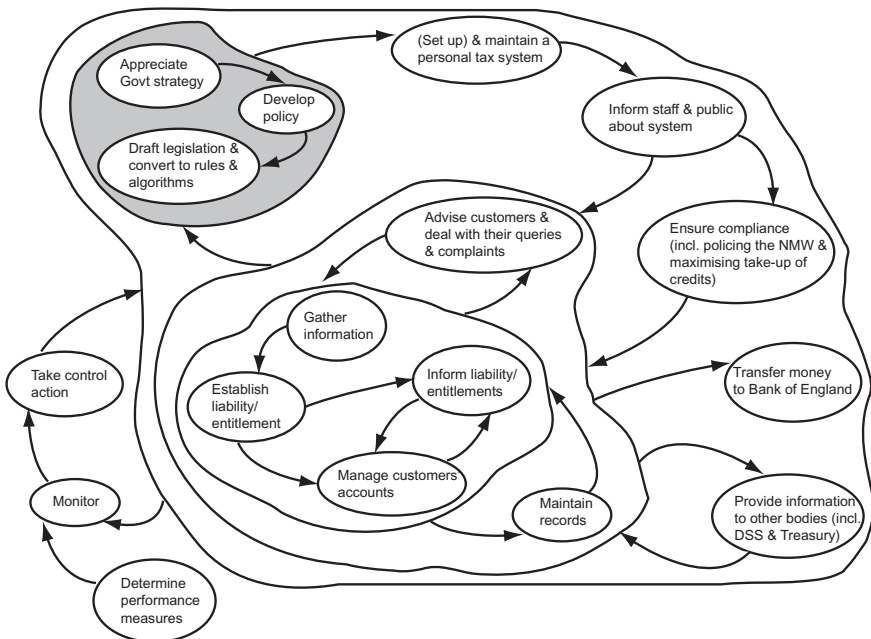 Appreciate
Govt strategy
Develop
policy
Draft legislation &
convert to rules &
algorithms
(Set up) & maintain a
personal tax system
Inform staff & public
about system
Advise customers &
deal with their queries
& complaints
Ensure compliance
(incl. policing the NMW &
maximising take-up of
credits)
Gather
information
Take control
action
Establish
liability/
entitlement
Inform liability/
entitlements
Transfer money
to Bank of England
Manage customers
accounts
Monitor
Maintain
records
Provide information
to other bodies (incl.
DSS & Treasury)
Determine
performance
measures